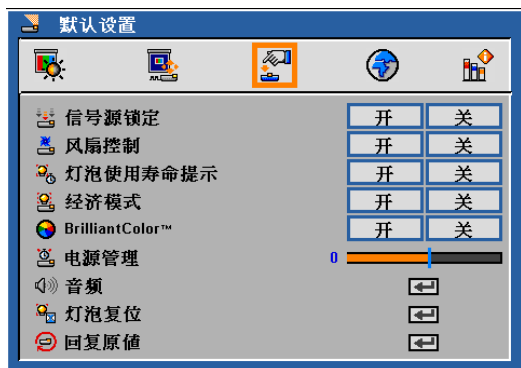 默认设置
信号源锁定 开 关
风扇控制 开 关
灯泡使用寿命提示 开 关
经济模式 开 关
BrilliantColor™ 开 关
电源管理 0
音频
灯泡复位
回复原值